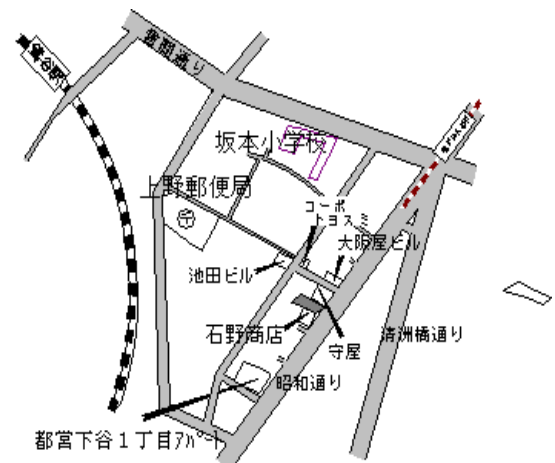 言問通り
鶯谷駅
坂本小学校
上野郵便局
コーポ
トヨスミ
大阪屋ビル
池田ビル
石野商店
守屋
清洲橋通り
昭和通り
都営下谷1丁目アパート